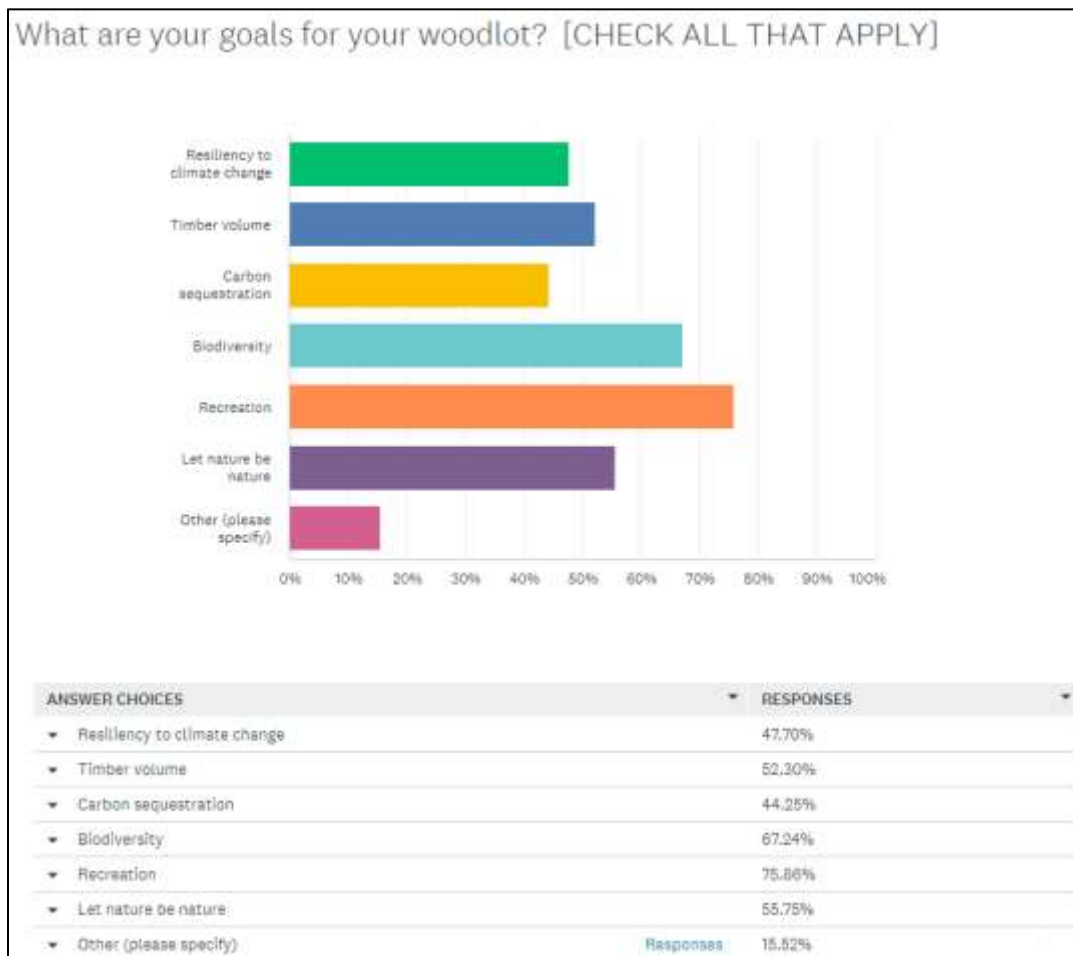 What are your goals for your woodlot? [CHECK ALL THAT APPLY]
Resiliency to
climate change
Timber volume
Carbon
sequestration
Biodiversity
Recreation
Let nature be
nature
Other (please
specify)
0% 10% 20% 30% 40% 50% 60% 70% 80% 90% 100%
ANSWER CHOICES RESPONSES
Resiliency to climate change 47.70%
Timber volume 52.30%
Carbon sequestration 44.25%
Biodiversity 67.24%
Recreation 75.86%
Let nature be nature 55.75%
Other (please specify) Responses 15.52%